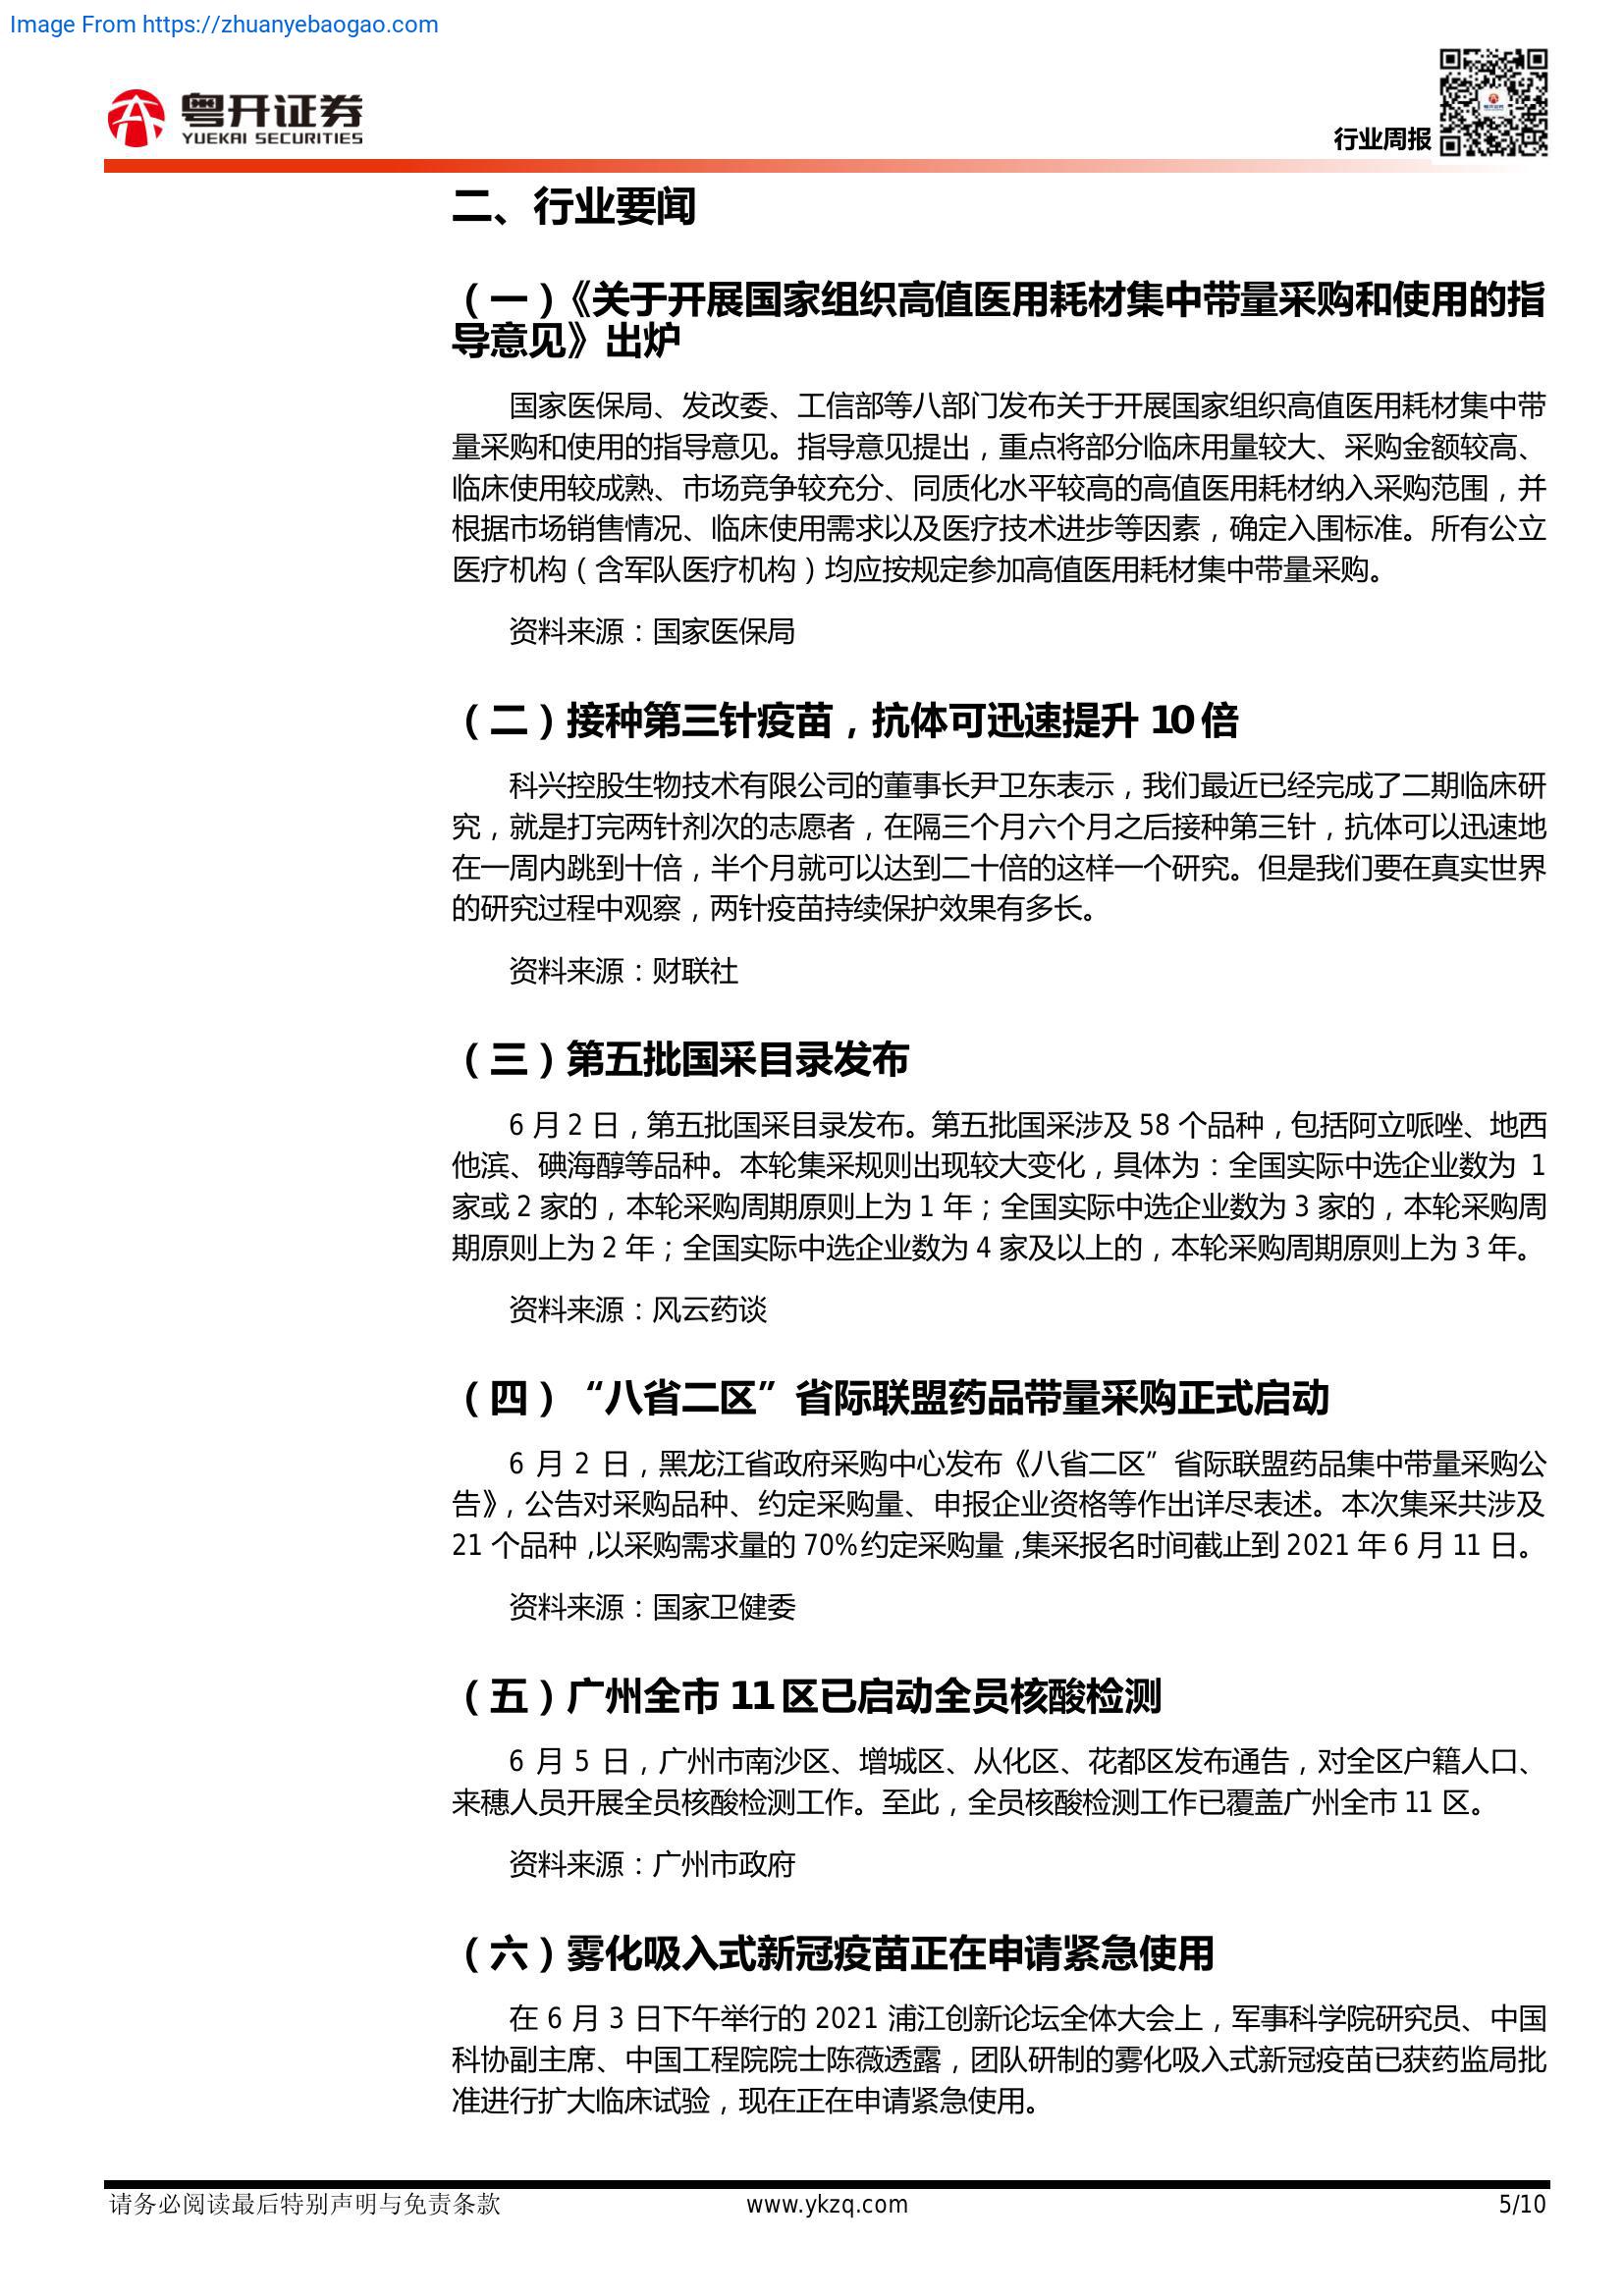 Image From https://zhuanyebaogao.com
粤开证券
YUEKAI SECURITIES
行业周报
二、行业要闻
（一）《关于开展国家组织高值医用耗材集中带量采购和使用的指
导意见》出炉
国家医保局、发改委、工信部等八部门发布关于开展国家组织高值医用耗材集中带
量采购和使用的指导意见。指导意见提出，重点将部分临床用量较大、采购金额较高、
临床使用较成熟、市场竞争较充分、同质化水平较高的高值医用耗材纳入采购范围，并
根据市场销售情况、临床使用需求以及医疗技术进步等因素，确定入围标准。所有公立
医疗机构（含军队医疗机构）均应按规定参加高值医用耗材集中带量采购。
资料来源：国家医保局
（二）接种第三针疫苗，抗体可迅速提升 10 倍
科兴控股生物技术有限公司的董事长尹卫东表示，我们最近已经完成了二期临床研
究，就是打完两针剂次的志愿者，在隔三个月六个月之后接种第三针，抗体可以迅速地
在一周内跳到十倍，半个月就可以达到二十倍的这样一个研究。但是我们要在真实世界
的研究过程中观察，两针疫苗持续保护效果有多长。
资料来源：财联社
（三）第五批国采目录发布
6 月 2 日，第五批国采目录发布。第五批国采涉及 58 个品种，包括阿立哌唑、地西
他滨、碘海醇等品种。本轮集采规则出现较大变化，具体为：全国实际中选企业数为 1
家或 2 家的，本轮采购周期原则上为 1 年；全国实际中选企业数为 3 家的，本轮采购周
期原则上为 2 年；全国实际中选企业数为 4 家及以上的，本轮采购周期原则上为 3 年。
资料来源：风云药谈
（四）“八省二区”省际联盟药品带量采购正式启动
6 月 2 日，黑龙江省政府采购中心发布《八省二区”省际联盟药品集中带量采购公
告》，公告对采购品种、约定采购量、申报企业资格等作出详尽表述。本次集采共涉及
21 个品种，以采购需求量的 70%约定采购量，集采报名时间截止到 2021 年 6 月 11 日。
资料来源：国家卫健委
（五）广州全市 11 区已启动全员核酸检测
6 月 5 日，广州市南沙区、增城区、从化区、花都区发布通告，对全区户籍人口、
来穗人员开展全员核酸检测工作。至此，全员核酸检测工作已覆盖广州全市 11 区。
资料来源：广州市政府
（六）雾化吸入式新冠疫苗正在申请紧急使用
在 6 月 3 日下午举行的 2021 浦江创新论坛全体大会上，军事科学院研究员、中国
科协副主席、中国工程院院士陈薇透露，团队研制的雾化吸入式新冠疫苗已获药监局批
准进行扩大临床试验，现在正在申请紧急使用。
请务必阅读最后特别声明与免责条款
www.ykzq.com
5/10